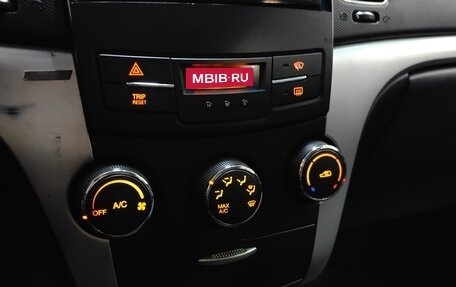 MBIB·RU
TRIP
RESET
OFF
A/C
MAX
A/C